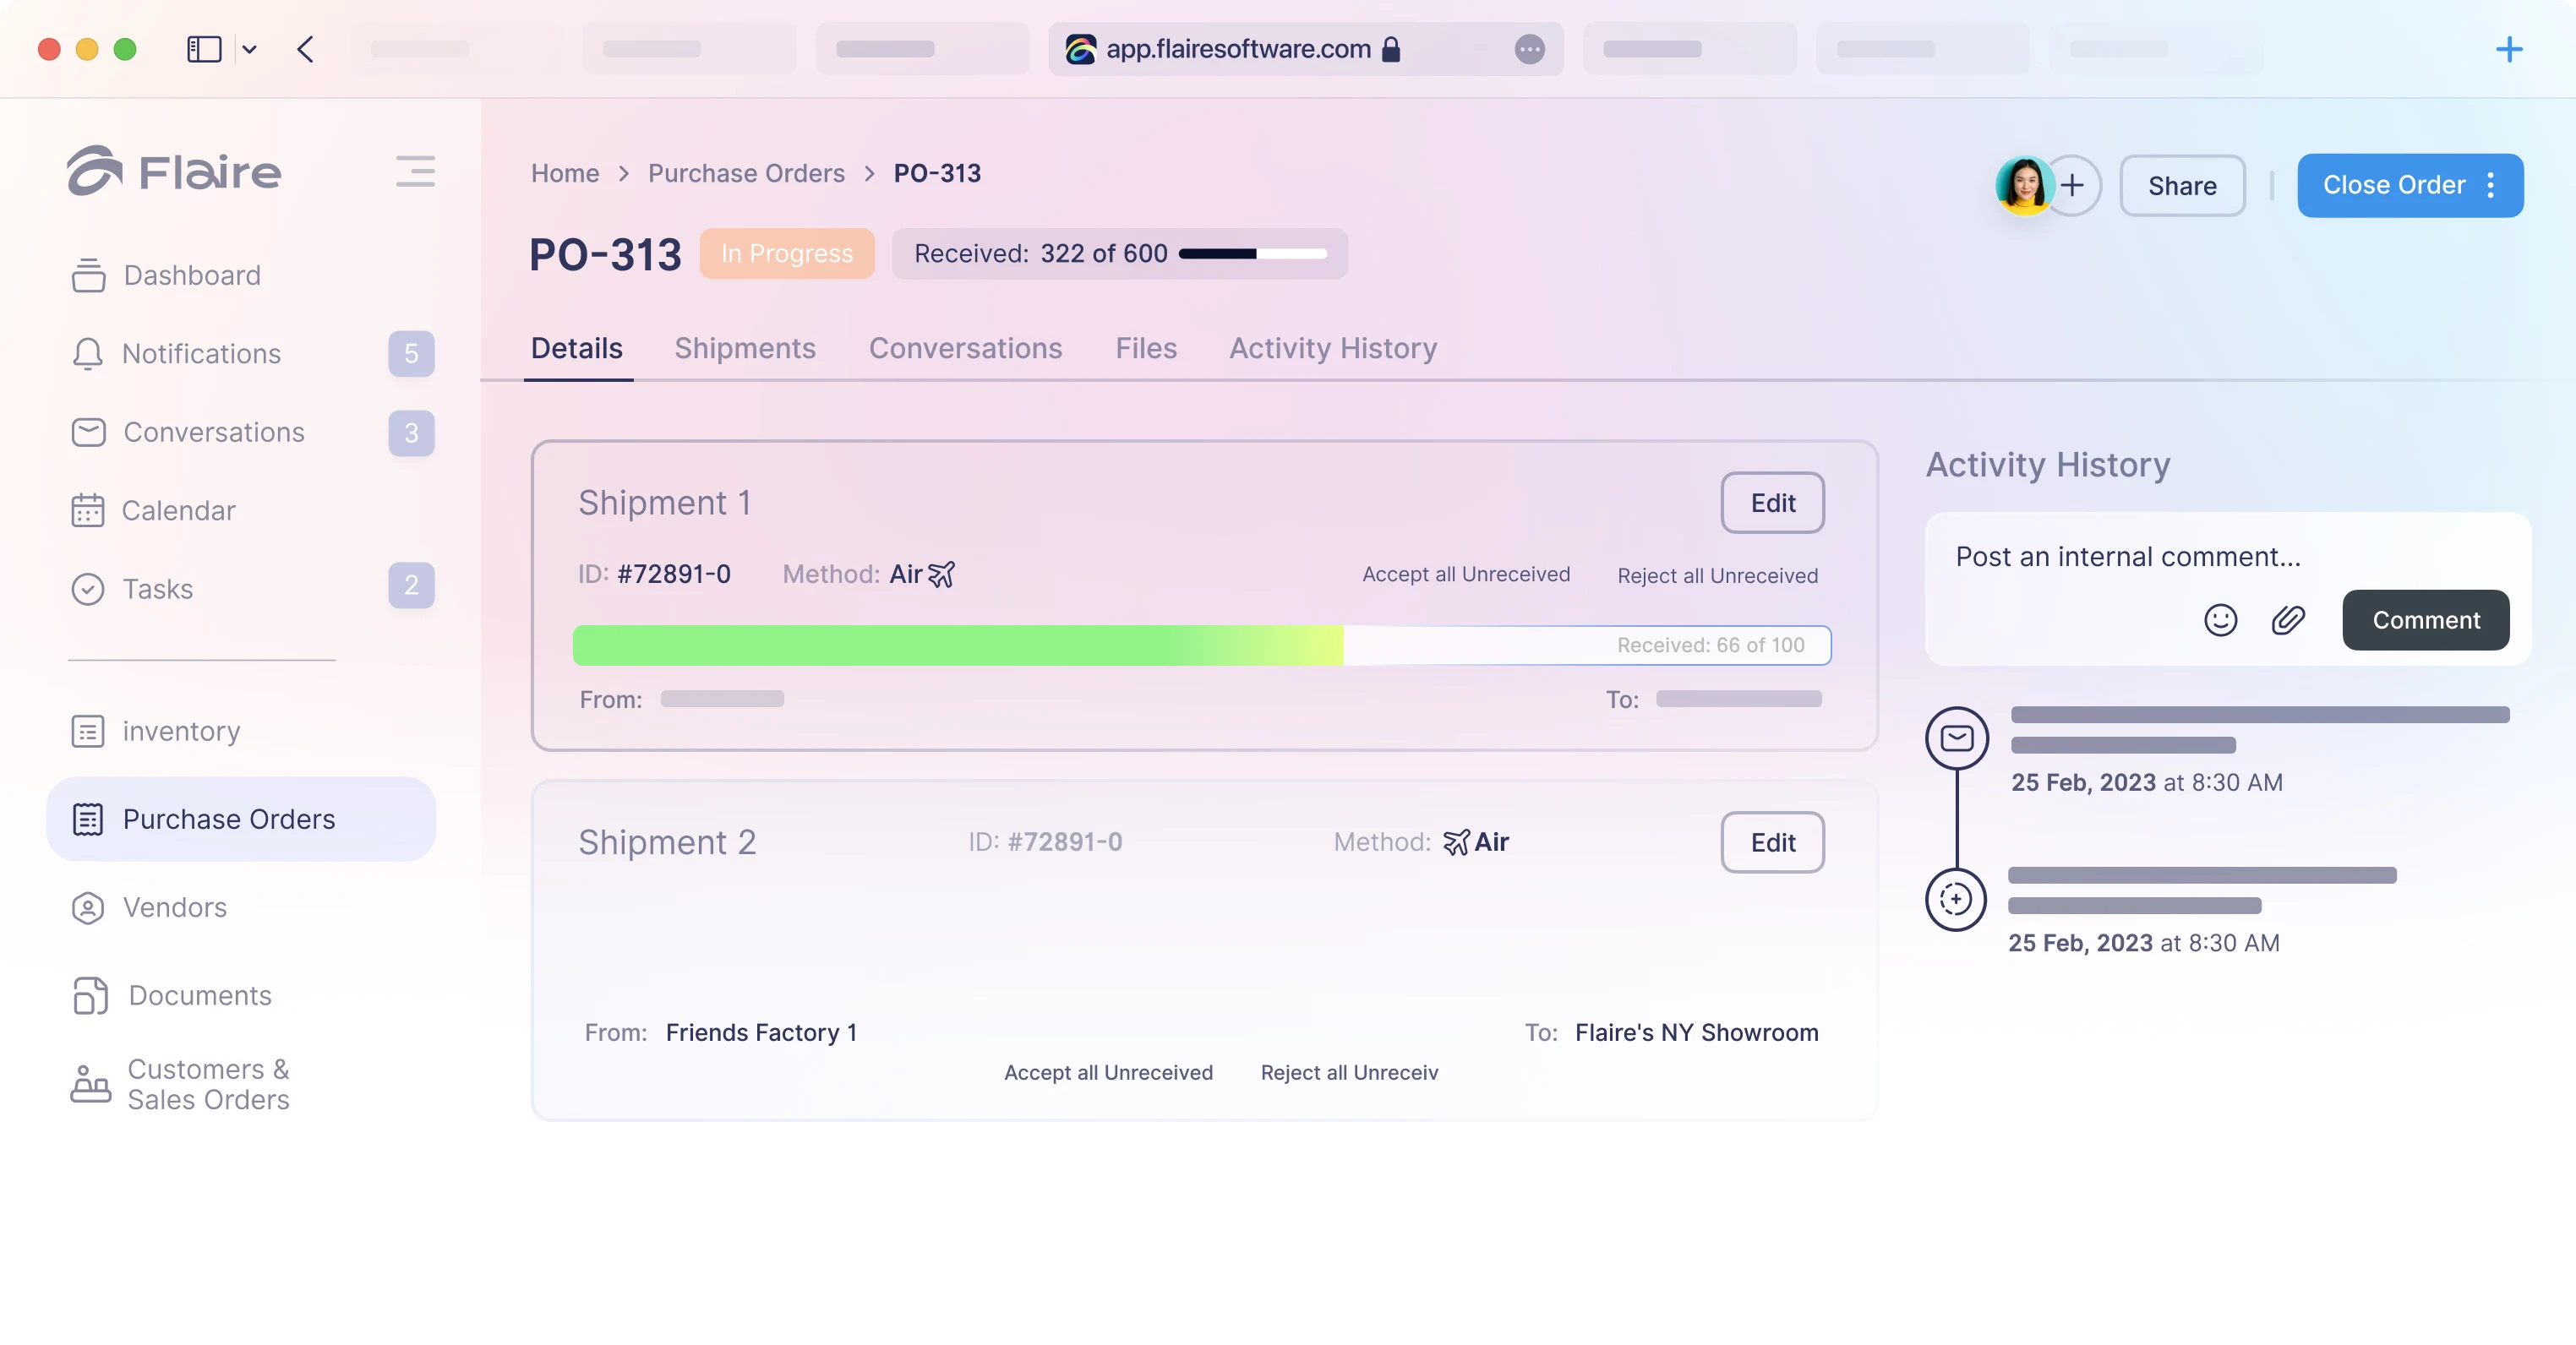 app.flairesoftware.com
Flaire
Dashboard
Notifications 5
Conversations 3
Calendar
Tasks 2
inventory
Purchase Orders
Vendors
Documents
Customers &
Sales Orders
Home > Purchase Orders > PO-313
Share
Close Order
PO-313 In Progress Received: 322 of 600
Details Shipments Conversations Files Activity History
Shipment 1
Edit
ID: #72891-0 Method: Air Accept all Unreceived Reject all Unreceived
Received: 66 of 100
From: To:
Shipment 2 ID: #72891-0 Method: Air Edit
From: Friends Factory 1 To: Flaire's NY Showroom
Accept all Unreceived Reject all Unreceiv
Activity History
Post an internal comment...
Comment
25 Feb, 2023 at 8:30 AM
25 Feb, 2023 at 8:30 AM